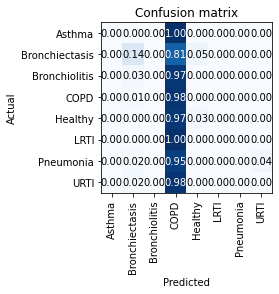 Confusion matrix
Actual
Asthma 0.00 0.00 0.00 1.00 0.00 0.00 0.00 0.00
Bronchiectasis 0.00 0.14 0.00 0.81 0.05 0.00 0.00 0.00
Bronchiolitis 0.00 0.03 0.00 0.97 0.00 0.00 0.00 0.00
COPD 0.00 0.01 0.00 0.98 0.00 0.00 0.00 0.00
Healthy 0.00 0.00 0.00 0.97 0.03 0.00 0.00 0.00
LRTI 0.00 0.00 0.00 1.00 0.00 0.00 0.00 0.00
Pneumonia 0.00 0.02 0.00 0.95 0.00 0.00 0.00 0.04
URTI 0.00 0.02 0.00 0.98 0.00 0.00 0.00 0.00
Asthma
Bronchiectasis
Bronchiolitis
COPD
Healthy
LRTI
Pneumonia
URTI
Predicted